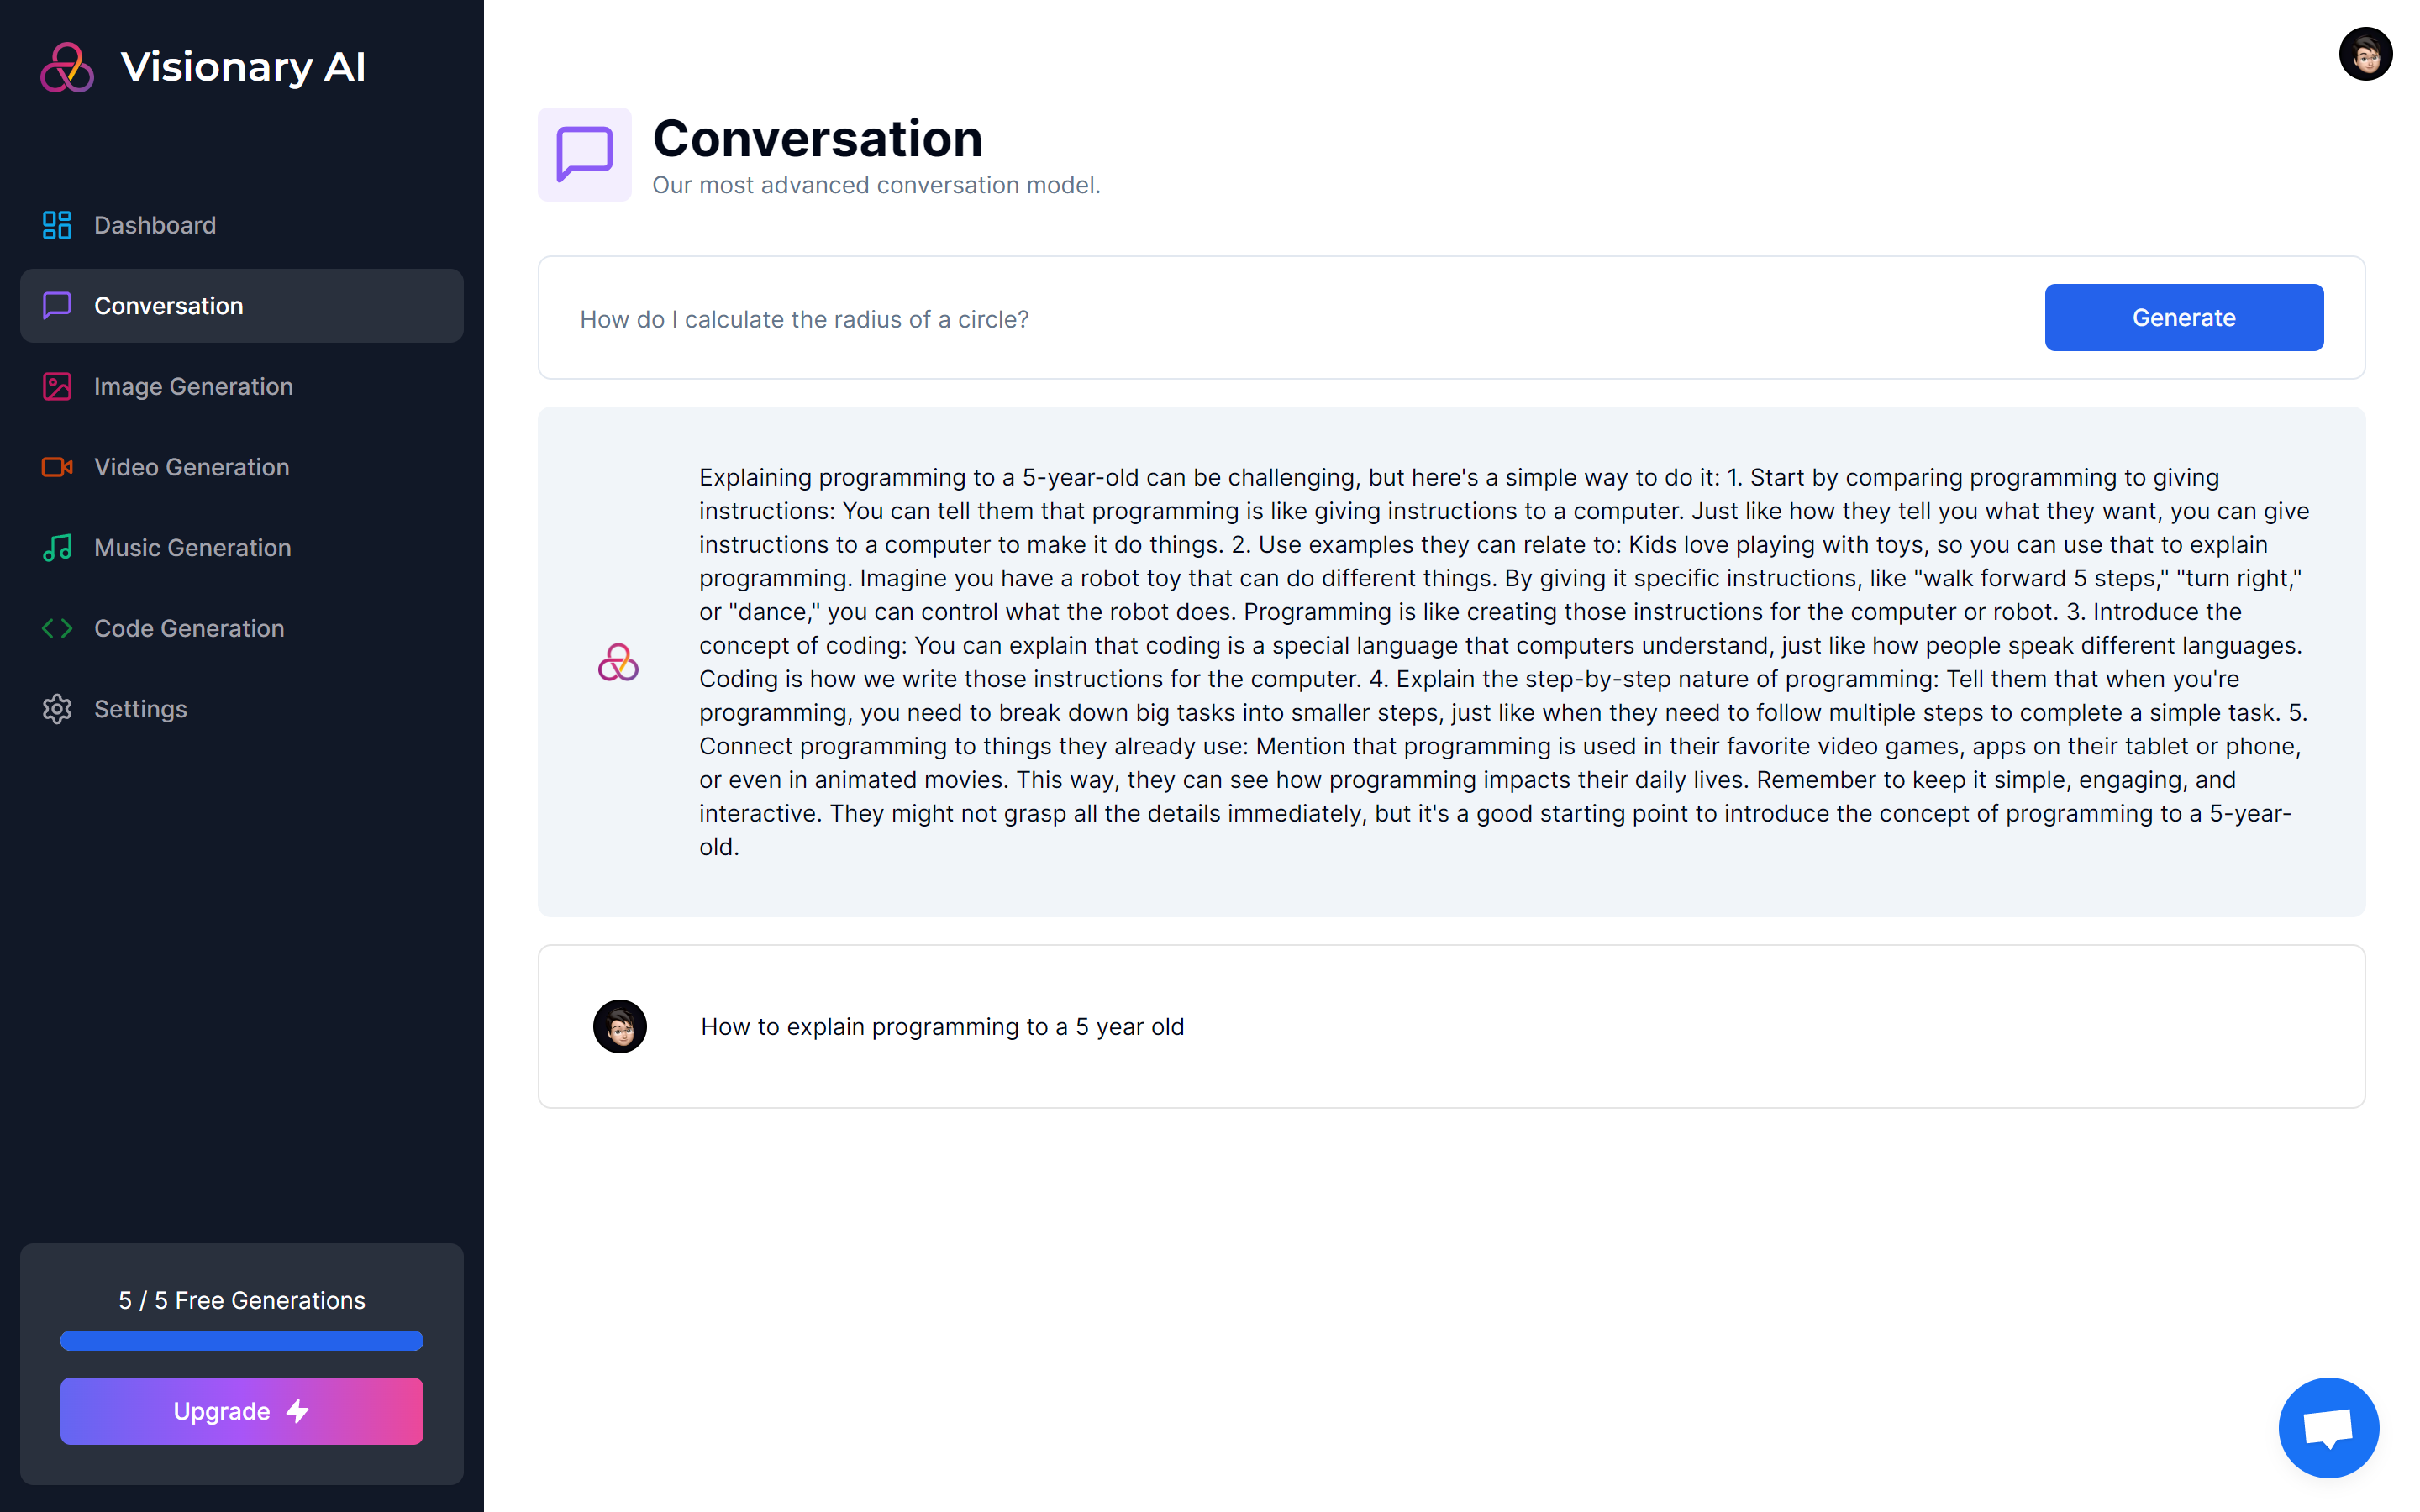 Visionary AI
Dashboard
Conversation
Image Generation
Video Generation
Music Generation
Code Generation
Settings
5 / 5 Free Generations
Upgrade
Conversation
Our most advanced conversation model.
How do I calculate the radius of a circle?
Generate
Explaining programming to a 5-year-old can be challenging, but here's a simple way to do it: 1. Start by comparing programming to giving
instructions: You can tell them that programming is like giving instructions to a computer. Just like how they tell you what they want, you can give
instructions to a computer to make it do things. 2. Use examples they can relate to: Kids love playing with toys, so you can use that to explain
programming. Imagine you have a robot toy that can do different things. By giving it specific instructions, like "walk forward 5 steps," "turn right,"
or "dance," you can control what the robot does. Programming is like creating those instructions for the computer or robot. 3. Introduce the
concept of coding: You can explain that coding is a special language that computers understand, just like how people speak different languages.
Coding is how we write those instructions for the computer. 4. Explain the step-by-step nature of programming: Tell them that when you're
programming, you need to break down big tasks into smaller steps, just like when they need to follow multiple steps to complete a simple task. 5.
Connect programming to things they already use: Mention that programming is used in their favorite video games, apps on their tablet or phone,
or even in animated movies. This way, they can see how programming impacts their daily lives. Remember to keep it simple, engaging, and
interactive. They might not grasp all the details immediately, but it's a good starting point to introduce the concept of programming to a 5-year-
old.
How to explain programming to a 5 year old